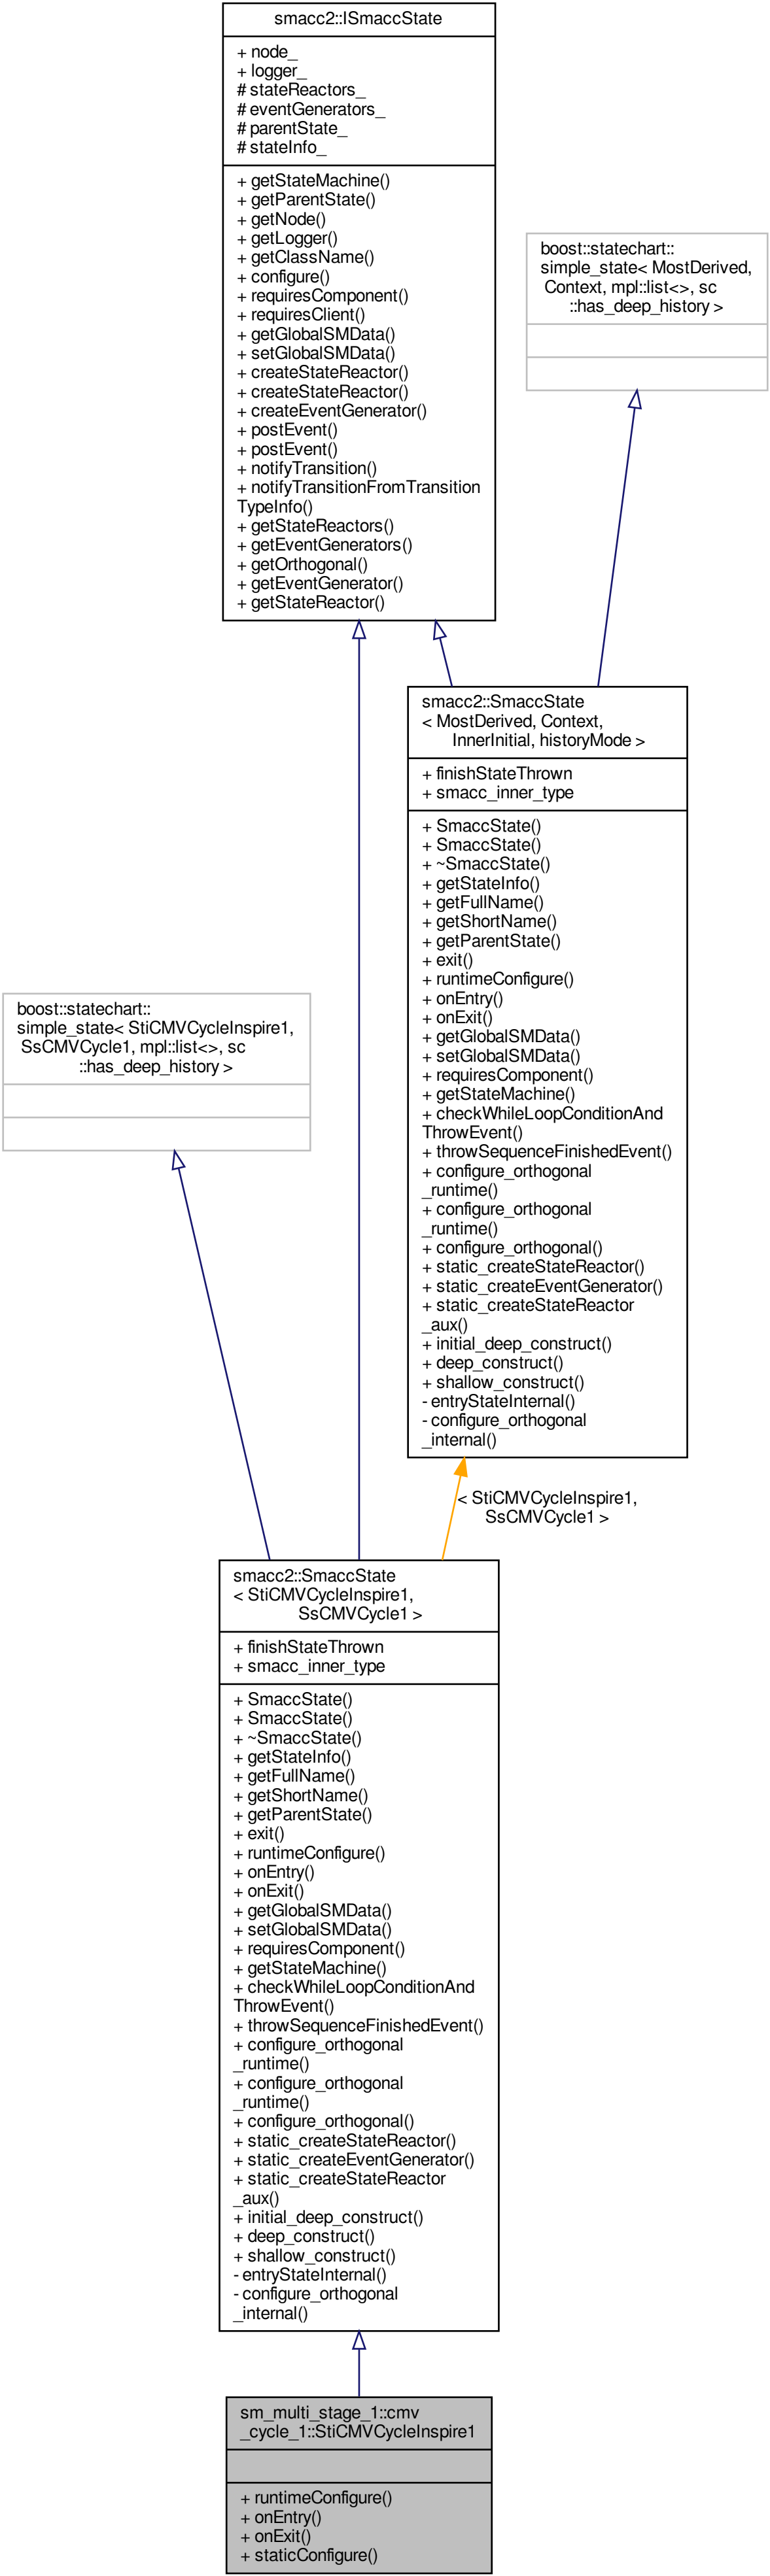 smacc2::ISmaccState
+ node_
+ logger_
# stateReactors_
# eventGenerators_
# parentState_
# stateInfo_
+ getStateMachine()
+ getParentState()
+ getNode()
+ getLogger()
+ getClassName()
+ configure()
+ requiresComponent()
+ requiresClient()
+ getGlobalSMData()
+ setGlobalSMData()
+ createStateReactor()
+ createStateReactor()
+ createEventGenerator()
+ postEvent()
+ postEvent()
+ notifyTransition()
+ notifyTransitionFromTransition
TypeInfo()
+ getStateReactors()
+ getEventGenerators()
+ getOrthogonal()
+ getEventGenerator()
+ getStateReactor()
boost::statechart::
simple_state< MostDerived,
Context, mpl::list<>, sc
::has_deep_history >
smacc2::SmaccState
< MostDerived, Context,
InnerInitial, historyMode >
+ finishStateThrown
+ smacc_inner_type
+ SmaccState()
+ SmaccState()
+ ~SmaccState()
+ getStateInfo()
+ getFullName()
+ getShortName()
+ getParentState()
+ exit()
+ runtimeConfigure()
+ onEntry()
+ onExit()
+ getGlobalSMData()
+ setGlobalSMData()
+ requiresComponent()
+ getStateMachine()
+ checkWhileLoopConditionAnd
ThrowEvent()
+ throwSequenceFinishedEvent()
+ configure_orthogonal
_runtime()
+ configure_orthogonal
_runtime()
+ configure_orthogonal()
+ static_createStateReactor()
+ static_createEventGenerator()
+ static_createStateReactor
_aux()
+ initial_deep_construct()
+ deep_construct()
+ shallow_construct()
- entryStateInternal()
- configure_orthogonal
_internal()
boost::statechart::
simple_state< StiCMVCycleInspire1,
SsCMVCycle1, mpl::list<>, sc
::has_deep_history >
< StiCMVCycleInspire1,
SsCMVCycle1 >
smacc2::SmaccState
< StiCMVCycleInspire1,
SsCMVCycle1 >
+ finishStateThrown
+ smacc_inner_type
+ SmaccState()
+ SmaccState()
+ ~SmaccState()
+ getStateInfo()
+ getFullName()
+ getShortName()
+ getParentState()
+ exit()
+ runtimeConfigure()
+ onEntry()
+ onExit()
+ getGlobalSMData()
+ setGlobalSMData()
+ requiresComponent()
+ getStateMachine()
+ checkWhileLoopConditionAnd
ThrowEvent()
+ throwSequenceFinishedEvent()
+ configure_orthogonal
_runtime()
+ configure_orthogonal
_runtime()
+ configure_orthogonal()
+ static_createStateReactor()
+ static_createEventGenerator()
+ static_createStateReactor
_aux()
+ initial_deep_construct()
+ deep_construct()
+ shallow_construct()
- entryStateInternal()
- configure_orthogonal
_internal()
sm_multi_stage_1::cmv
_cycle_1::StiCMVCycleInspire1
+ runtimeConfigure()
+ onEntry()
+ onExit()
+ staticConfigure()